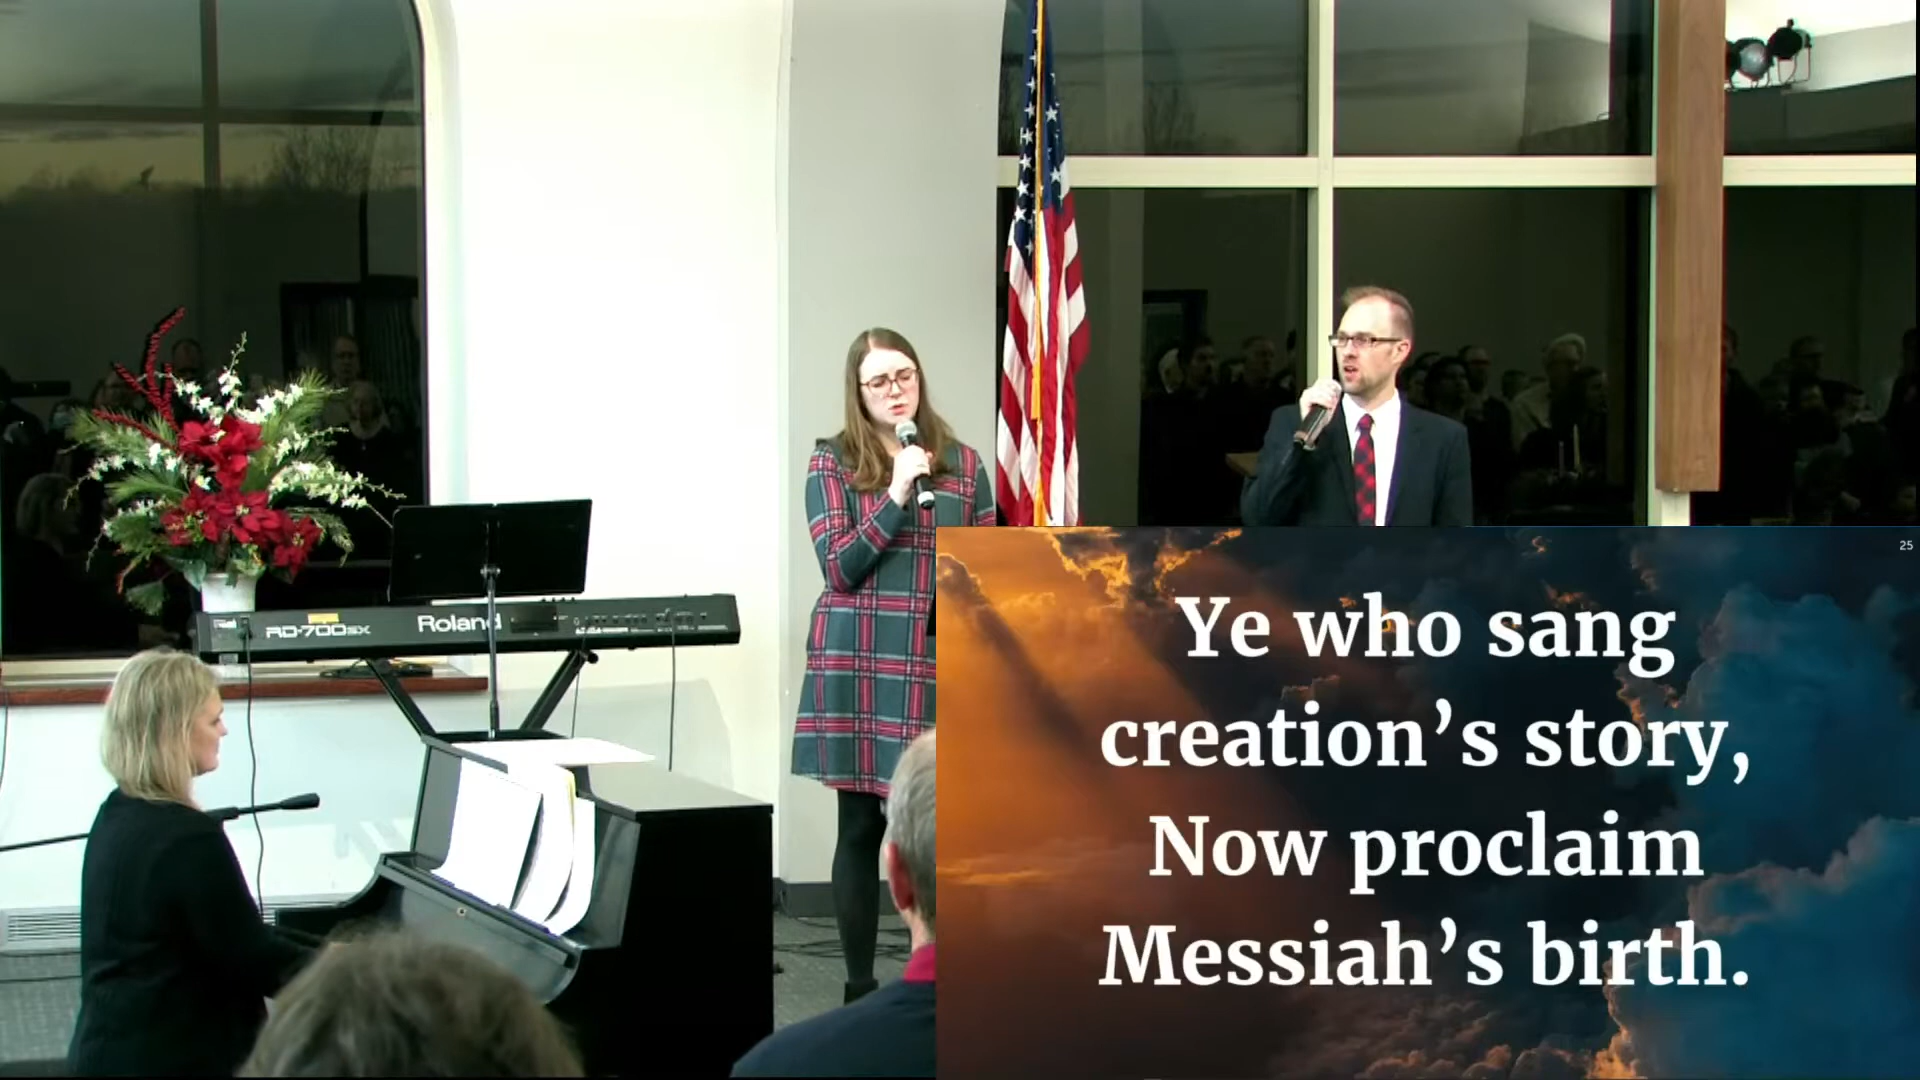 RD-700SX Roland
25
Ye who sang
creation’s story,
Now proclaim
Messiah’s birth.